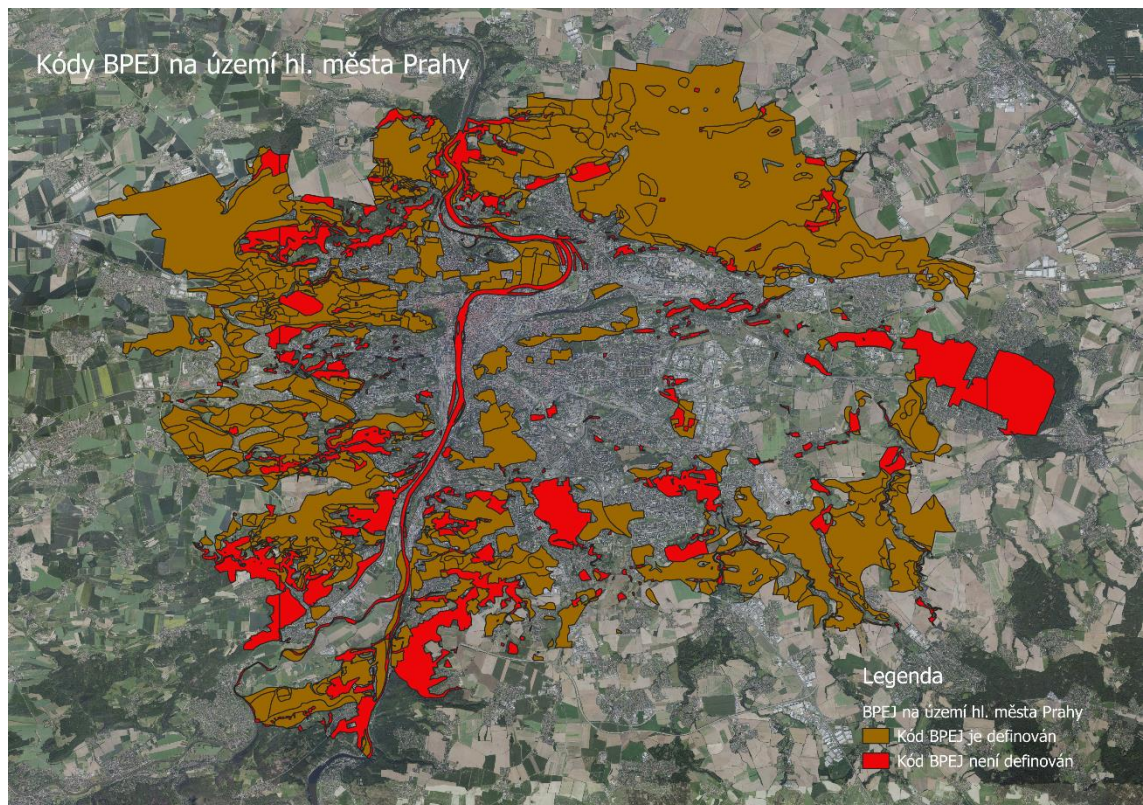 Kódy BPEJ na území hl. města Prahy
Legenda
BPEJ na území hl. města Prahy
Kód BPEJ je definován
Kód BPEJ není definován